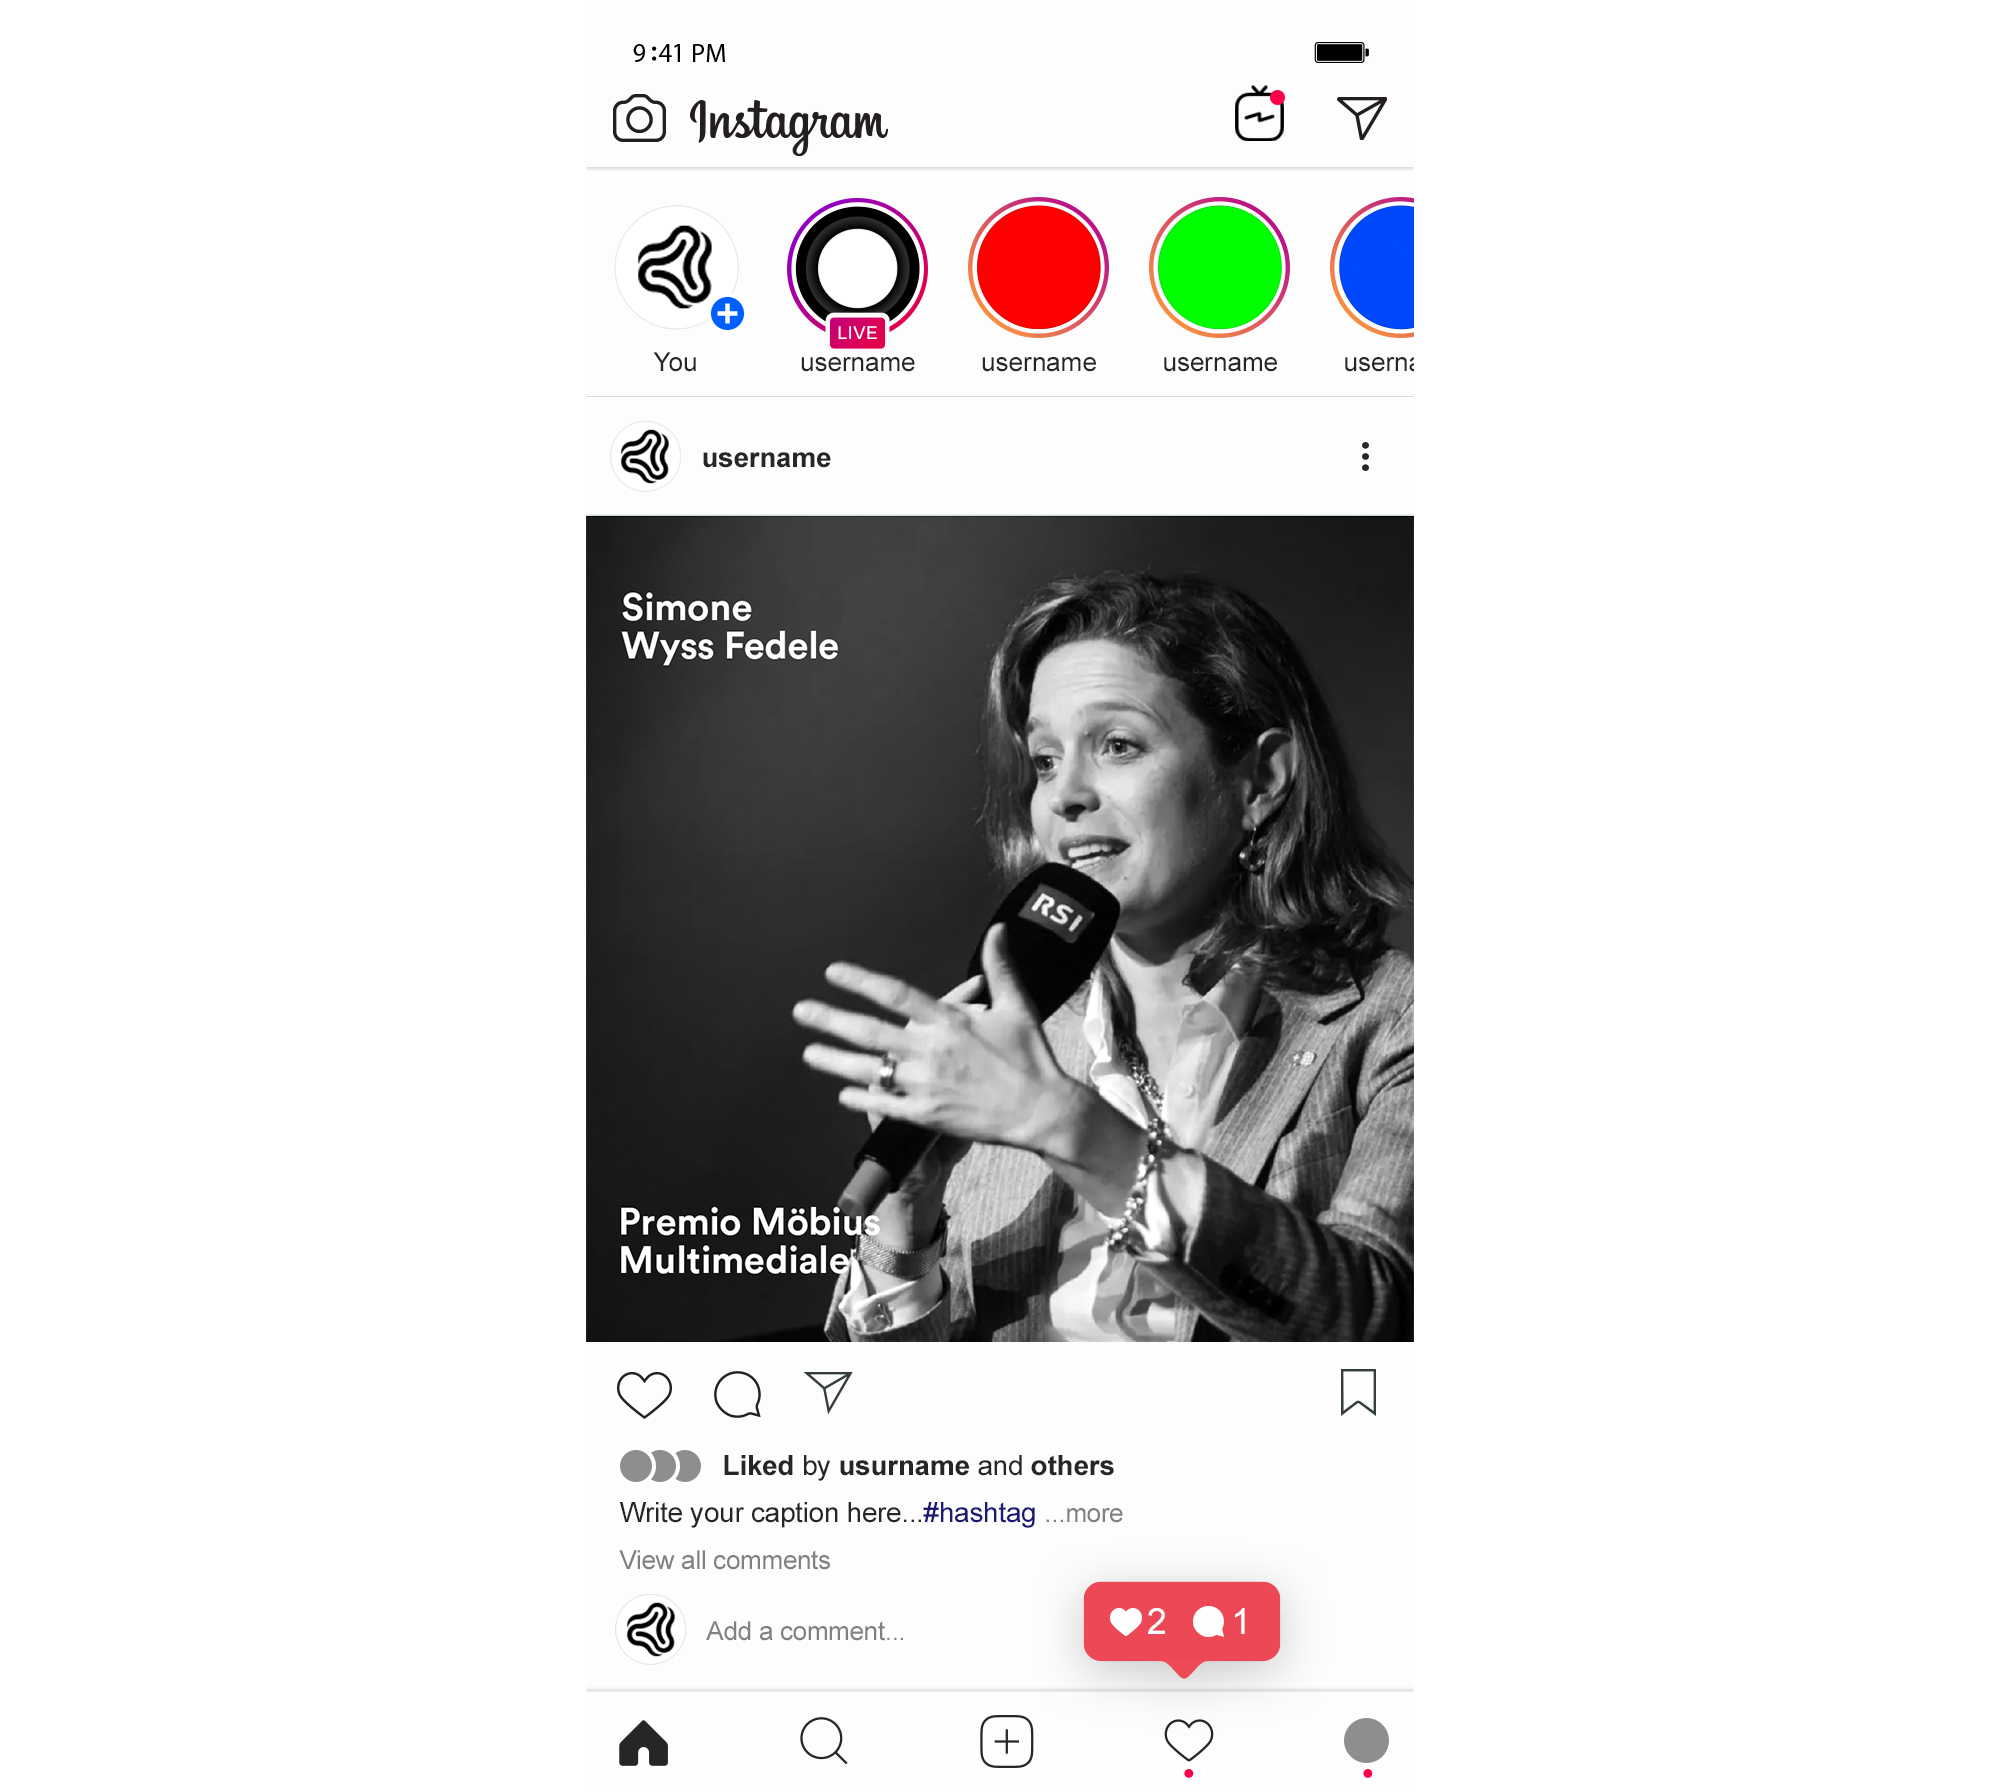 9:41 PM
Instagram
LIVE
You
username
username
username
userna
username
Simone
Wyss Fedele
RSI
Premio Möbius
Multimediale
Liked by usurname and others
Write your caption here...#hashtag ...more
View all comments
Add a comment...
2 1